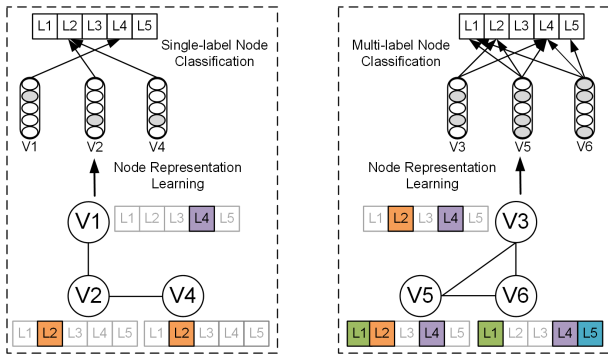 L1 L2 L3 L4 L5
Single-label Node
Classification
V1 V2 V4
Node Representation
Learning
V1
L1 L2 L3 L4 L5
V2 V4
L1 L2 L3 L4 L5 L1 L2 L3 L4 L5
L1 L2 L3 L4 L5
Multi-label Node
Classification
V3 V5 V6
Node Representation
Learning
L1 L2 L3 L4 L5
V3
V5 V6
L1 L2 L3 L4 L5 L1 L2 L3 L4 L5